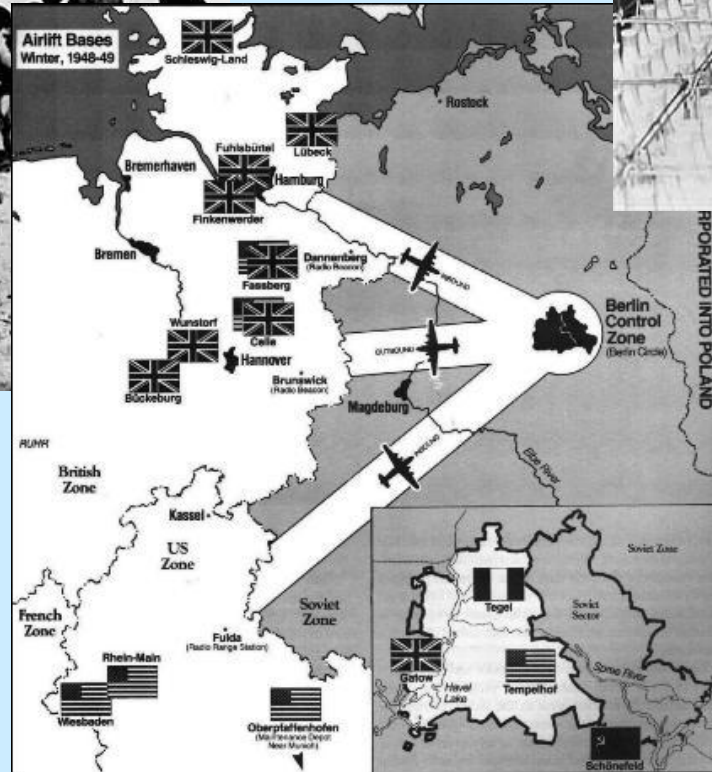 Airlift Bases
Winter, 1948-49
Schleswig-Land
Rostock
Lübeck
Fuhlsbüttel
Hamburg
Bremerhaven
Finkenwerder
Bremen
Dannenberg
(Radio Beacon)
INBOUND
Fassberg
RPORATED INTO POLAND
Berlin
Control
Zone
(Berlin Circle)
Wunstorf
Celle
OUTBOUND
Hannover
Brunswick
(Radio Beacon)
Bückeburg
Magdeburg
RUHR
INBOUND
Elbe River
British
Zone
Kassel
US
Zone
French
Zone
Soviet
Zone
Fulda
(Radio Range Station)
Rhein-Main
Wiesbaden
Oberpfaffenhofen
(Maintenance Depot
Near Munich)
Soviet Zone
Tegel
Soviet
Sector
Gatow
Havel
Lake
Tempelhof
Spree River
Schönefeld